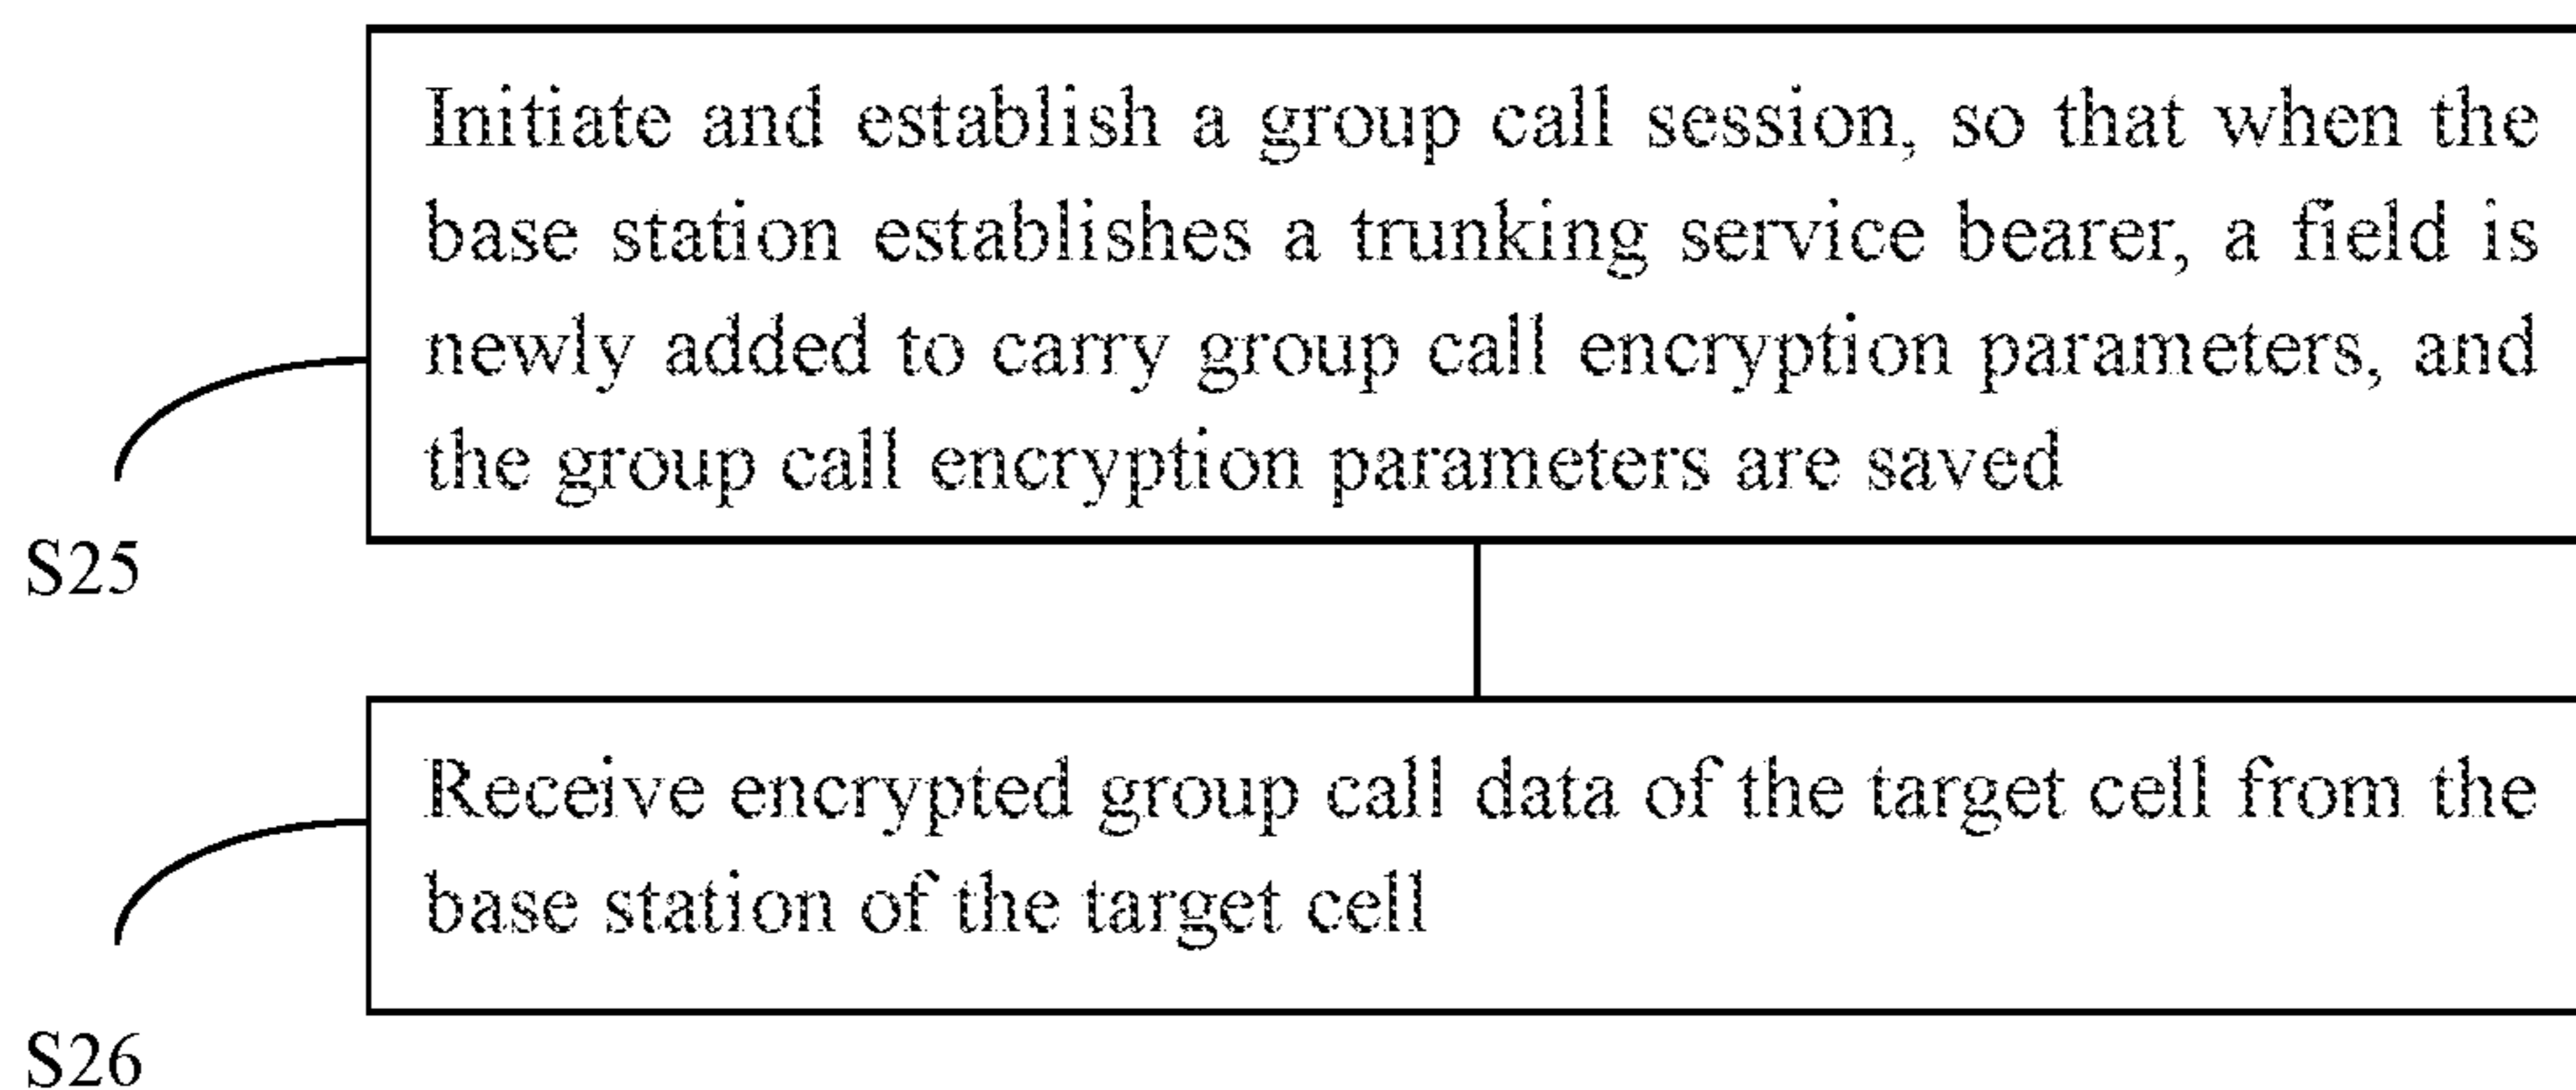 Initiate and establish a group call session, so that when the
base station establishes a trunking service bearer, a field is
newly added to carry group call encryption parameters, and
the group call encryption parameters are saved
S25
Receive encrypted group call data of the target cell from the
base station of the target cell
S26